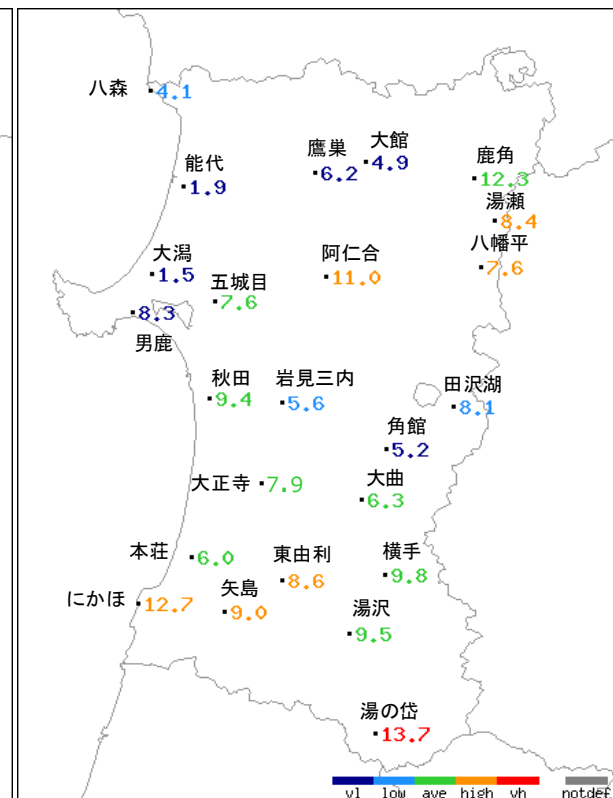 八森 4.1
大館
鷹巣 4.9
鹿角
能代 6.2
12.3
1.9
湯瀬
8.4
八幡平
大潟 阿仁合 7.6
1.5 五城目 11.0
7.6
8.3
男鹿
秋田 岩見三内 田沢湖
9.4 5.6 8.1
角館
5.2
大正寺 7.9 大曲
6.3
本荘 6.0 東由利 横手
8.6 9.8
にかほ 12.7 矢島
9.0 湯沢
9.5
湯の岱
13.7
vl low ave high vh notdef